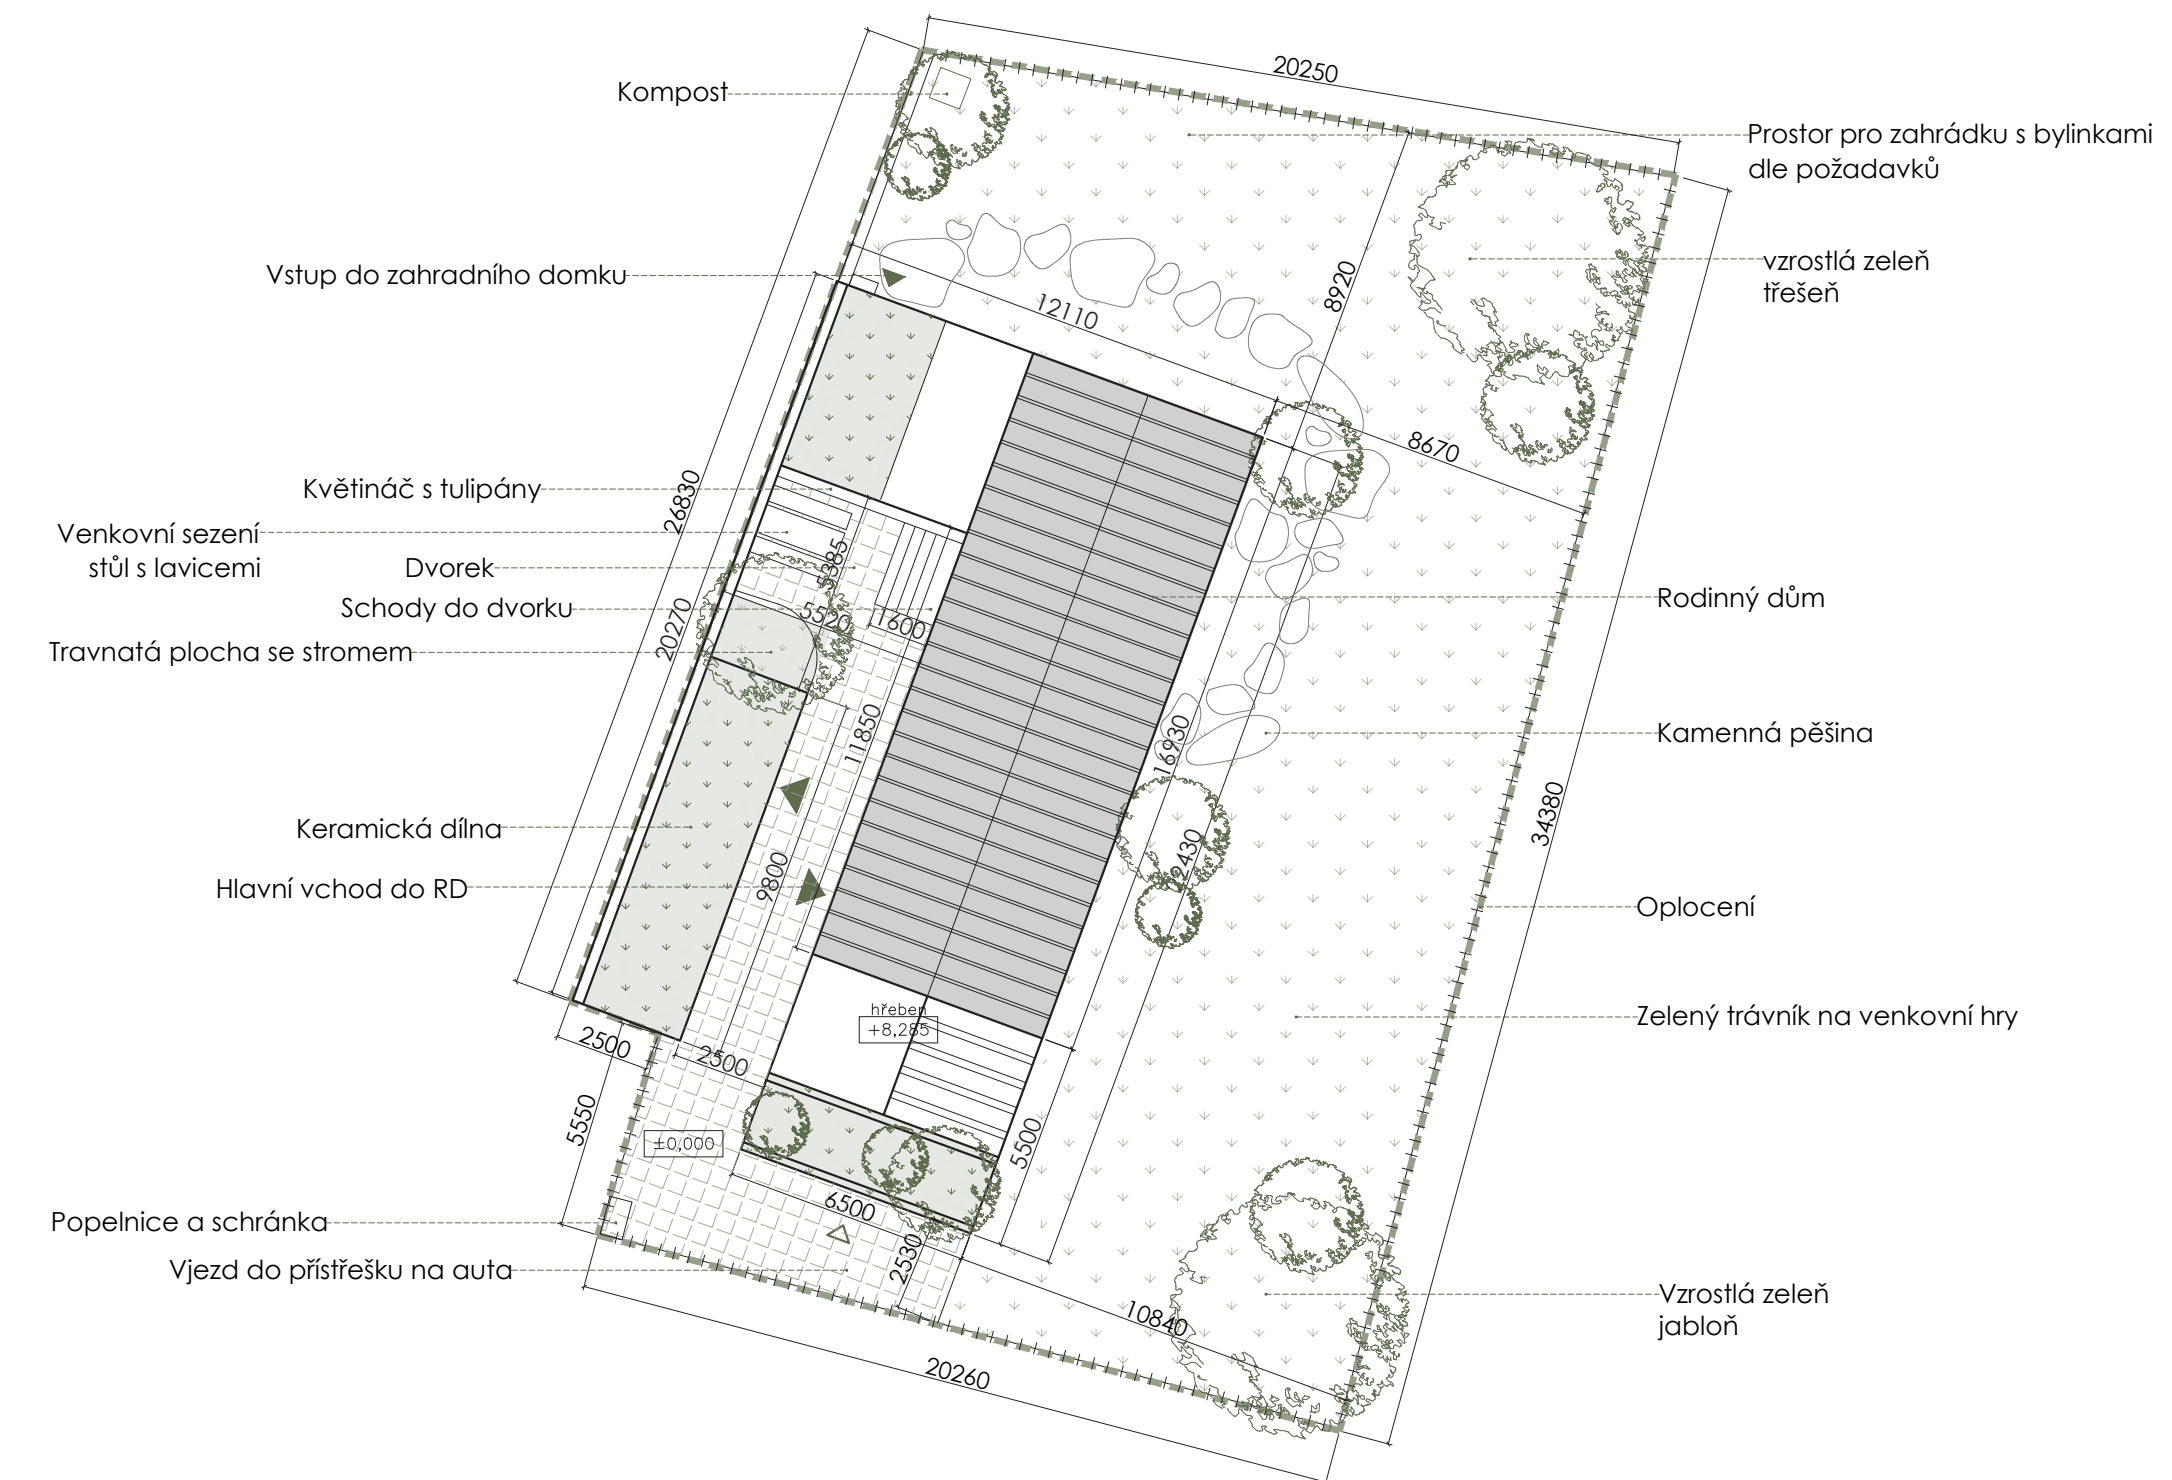 20250
Kompost
Prostor pro zahrádku s bylinkami
dle požadavků
vzrostlá zeleň
třešeň
Vstup do zahradního domku
8920
12110
8670
Květináč s tulipány
26830
Venkovní sezení
stůl s lavicemi
Dvorek
5385
Schody do dvorku
5520
1600
Rodinný dům
20270
Travnatá plocha se stromem
11850
16930
Kamenná pěšina
34380
Keramická dílna
9800
Hlavní vchod do RD
Oplocení
hřeben
+8,285
Zelený trávník na venkovní hry
2500
2500
5550
±0,000
5500
6500
Popelnice a schránka
2530
Vjezd do přístřešku na auta
Vzrostlá zeleň
jabloň
10840
20260